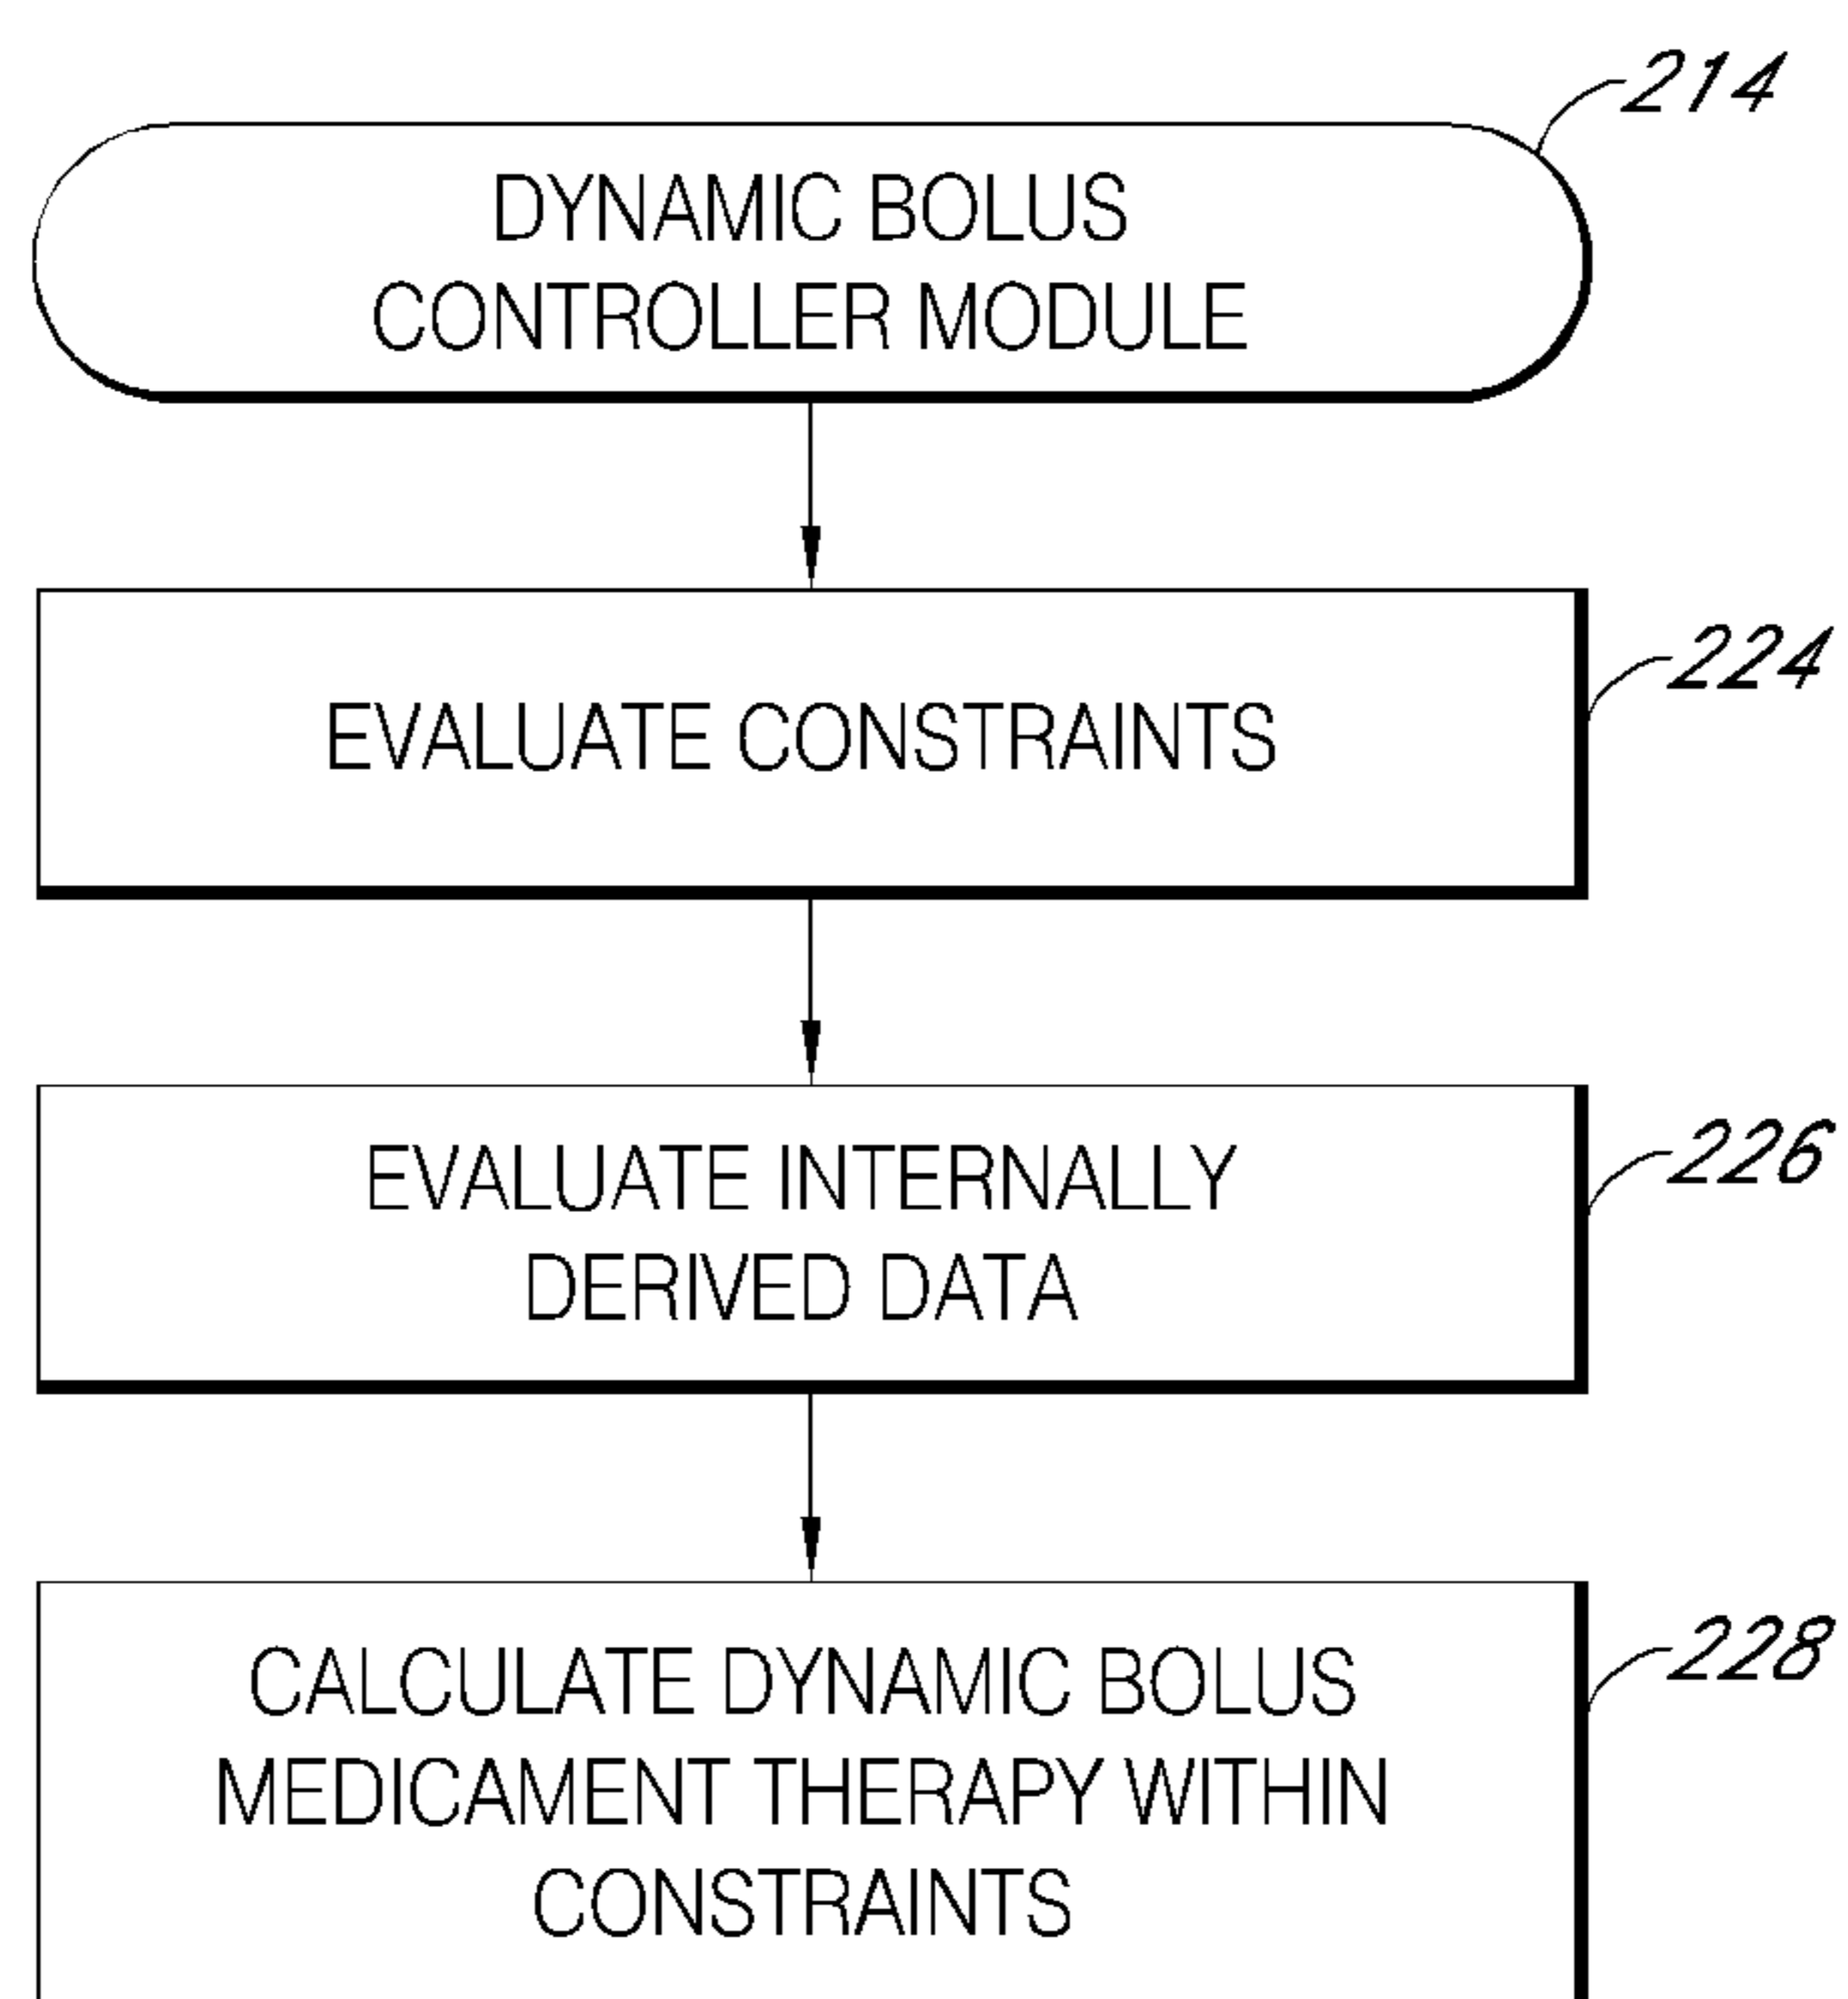 214
DYNAMIC BOLUS
CONTROLLER MODULE
224
EVALUATE CONSTRAINTS
226
EVALUATE INTERNALLY
DERIVED DATA
228
CALCULATE DYNAMIC BOLUS
MEDICAMENT THERAPY WITHIN
CONSTRAINTS